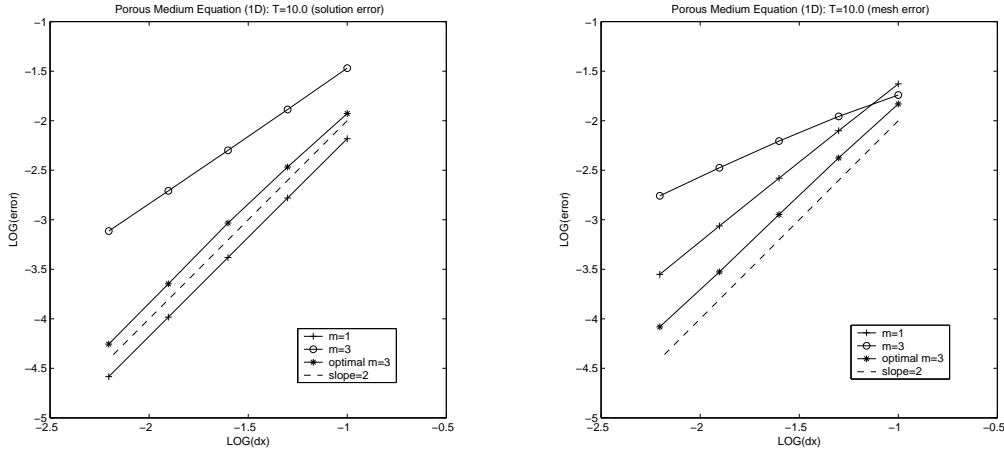 Porous Medium Equation (1D): T=10.0 (solution error)
−1
−1.5
−2
−2.5
−3
−3.5
−4
−4.5
−5
LOG(error)
m=1
m=3
optimal m=3
slope=2
−2.5
−2
−1.5
−1
−0.5
LOG(dx)
Porous Medium Equation (1D): T=10.0 (mesh error)
−1
−1.5
−2
−2.5
−3
−3.5
−4
−4.5
−5
LOG(error)
m=1
m=3
optimal m=3
slope=2
−2.5
−2
−1.5
−1
−0.5
LOG(dx)